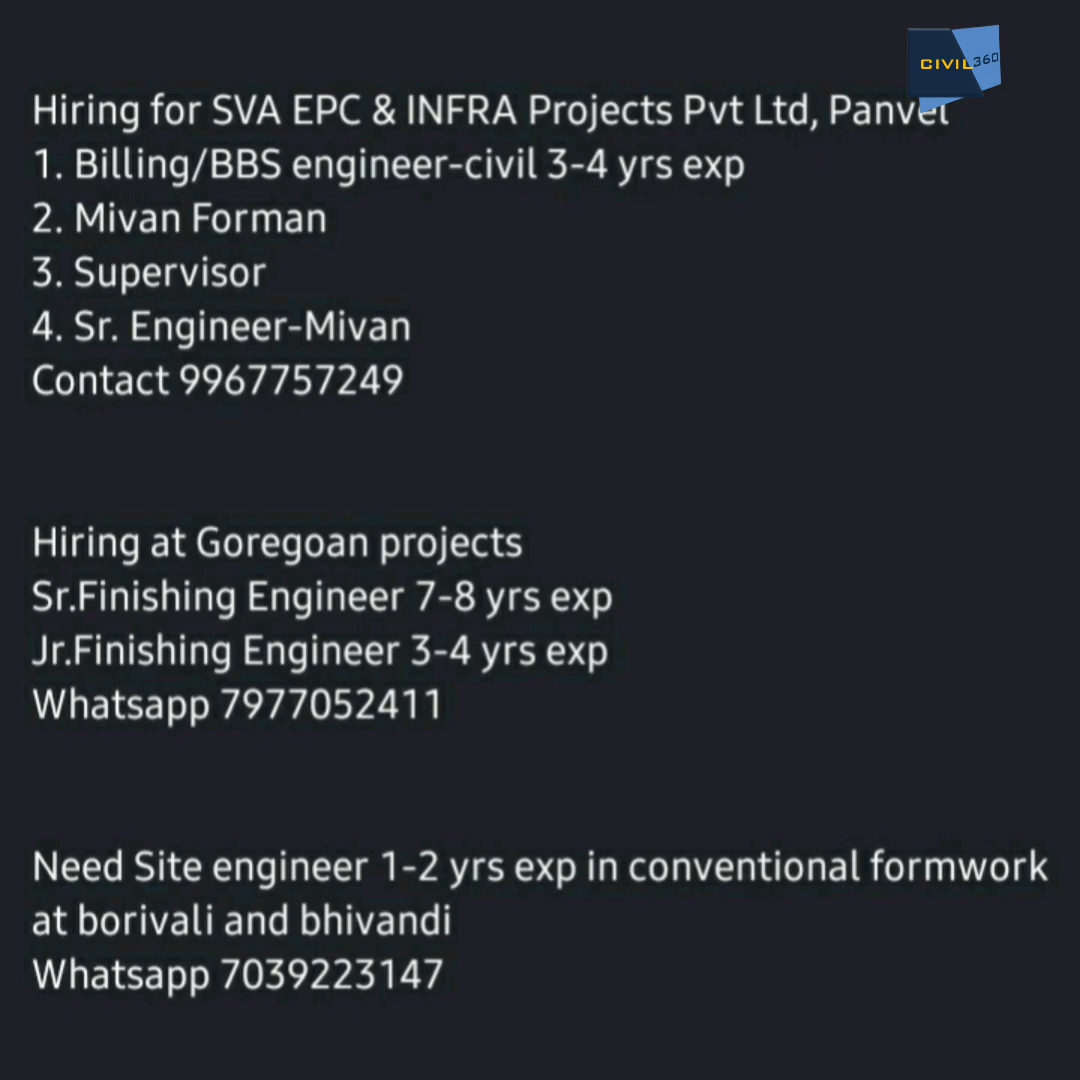 CIVIL360
Hiring for SVA EPC & INFRA Projects Pvt Ltd, Panvel
1. Billing/BBS engineer-civil 3-4 yrs exp
2. Mivan Forman
3. Supervisor
4. Sr. Engineer-Mivan
Contact 9967757249
Hiring at Goregoan projects
Sr.Finishing Engineer 7-8 yrs exp
Jr.Finishing Engineer 3-4 yrs exp
Whatsapp 7977052411
Need Site engineer 1-2 yrs exp in conventional formwork
at borivali and bhivandi
Whatsapp 7039223147